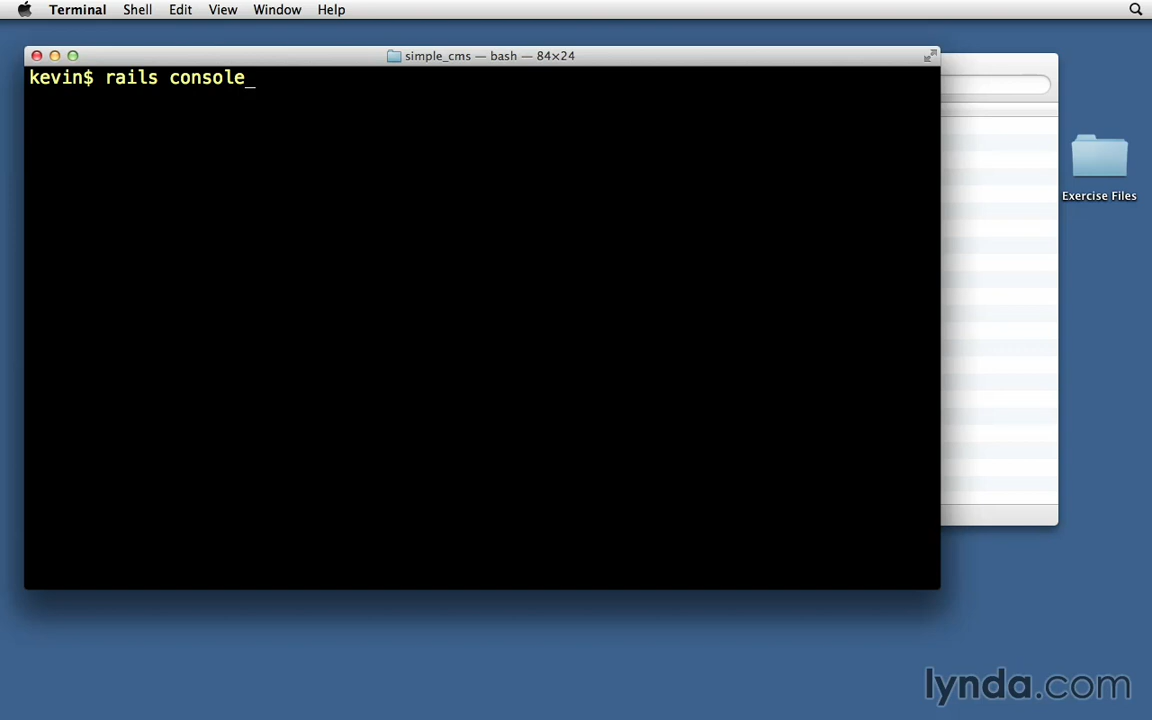 Terminal Shell Edit View Window Help
simple_cms — bash — 84×24
kevin$ rails console_
Exercise Files
lynda.com